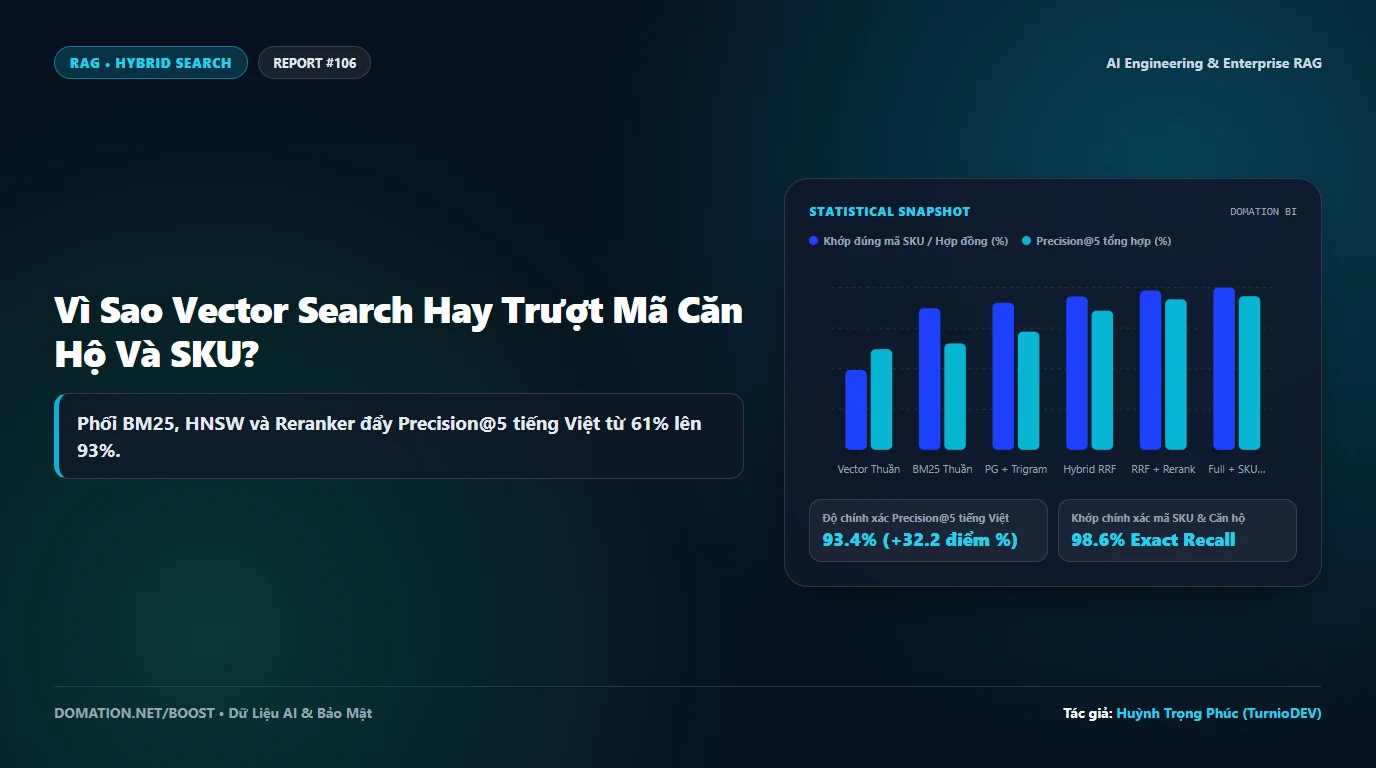 RAG • HYBRID SEARCH
REPORT #106
AI Engineering & Enterprise RAG
Vì Sao Vector Search Hay Trượt Mã Căn
Hộ Và SKU?
Phối BM25, HNSW và Reranker đẩy Precision@5 tiếng Việt từ 61% lên
93%.
STATISTICAL SNAPSHOT
DOMATION BI
Khớp đúng mã SKU / Hợp đồng (%)
Precision@5 tổng hợp (%)
Vector Thuần
BM25 Thuần
PG + Trigram
Hybrid RRF
RRF + Rerank
Full + SKU...
Độ chính xác Precision@5 tiếng Việt
93.4% (+32.2 điểm %)
Khớp chính xác mã SKU & Căn hộ
98.6% Exact Recall
DOMATION.NET/BOOST • Dữ Liệu AI & Bảo Mật
Tác giả: Huỳnh Trọng Phúc (TurnioDEV)